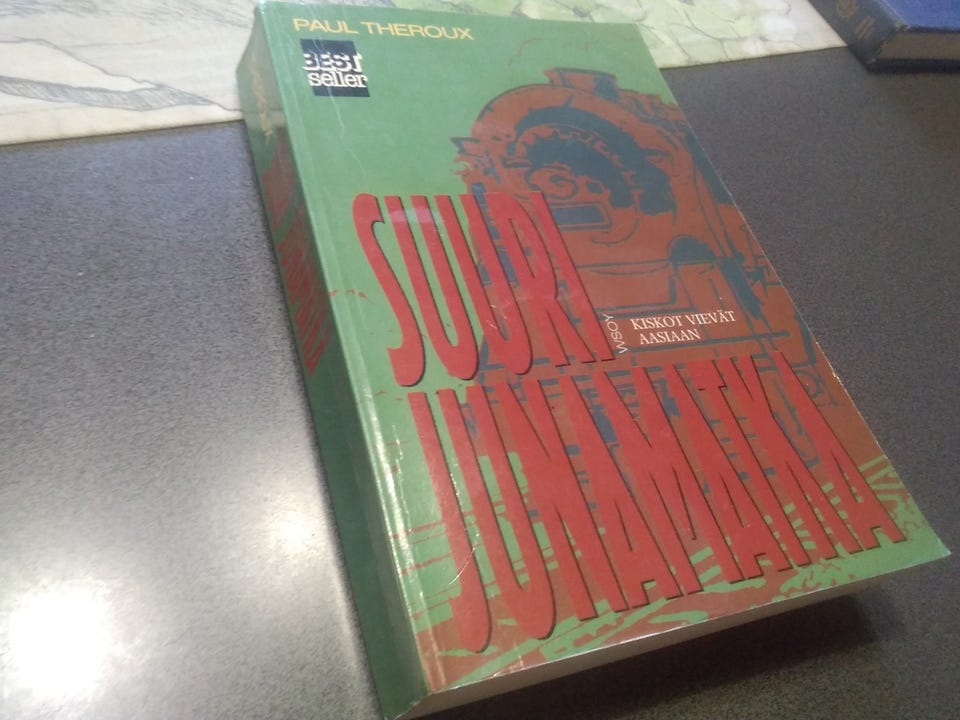 PAUL THEROUX
BEST
seller
SUURI
WSOY
KISKOT VIEVÄT
AASIAAN
JUNAMATKA